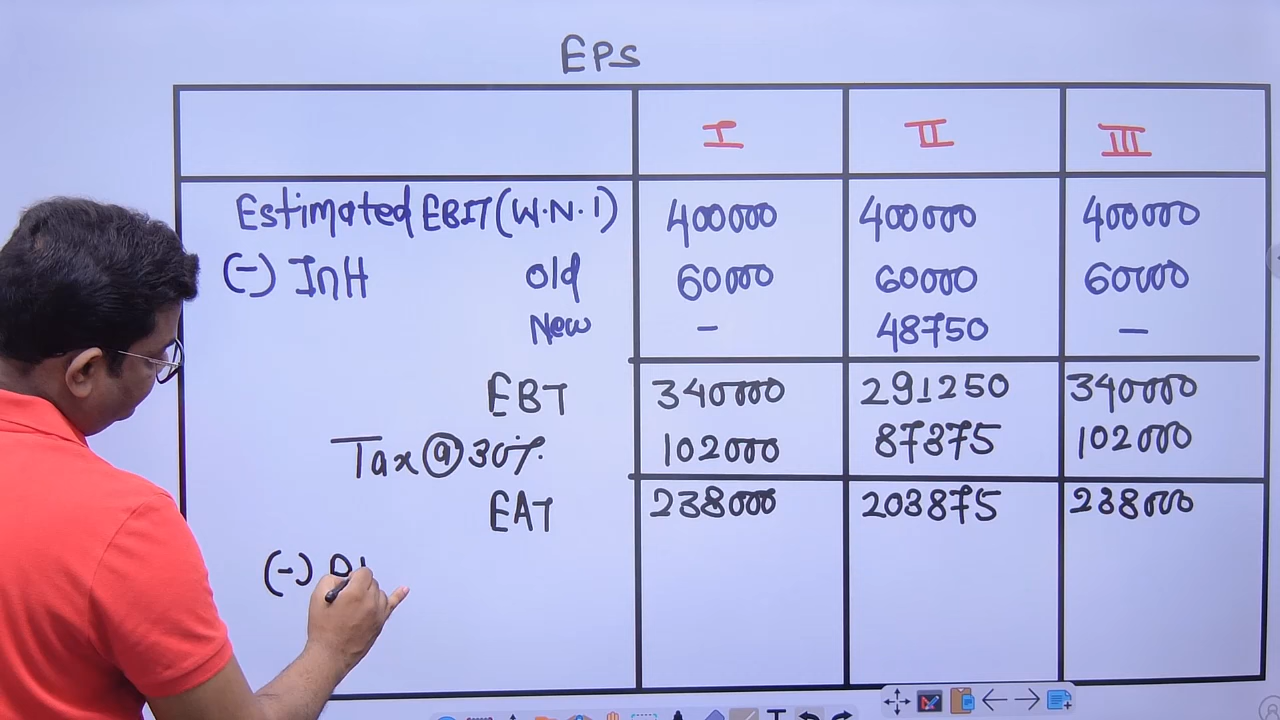 EPS
I II III
Estimated EBIT (W.N.1) 400000 400000 400000
(-) Int Old 60000 60000 60000
New - 48750 -
EBT 340000 291250 340000
Tax @ 30% 102000 87375 102000
EAT 238000 203875 238000
(-)